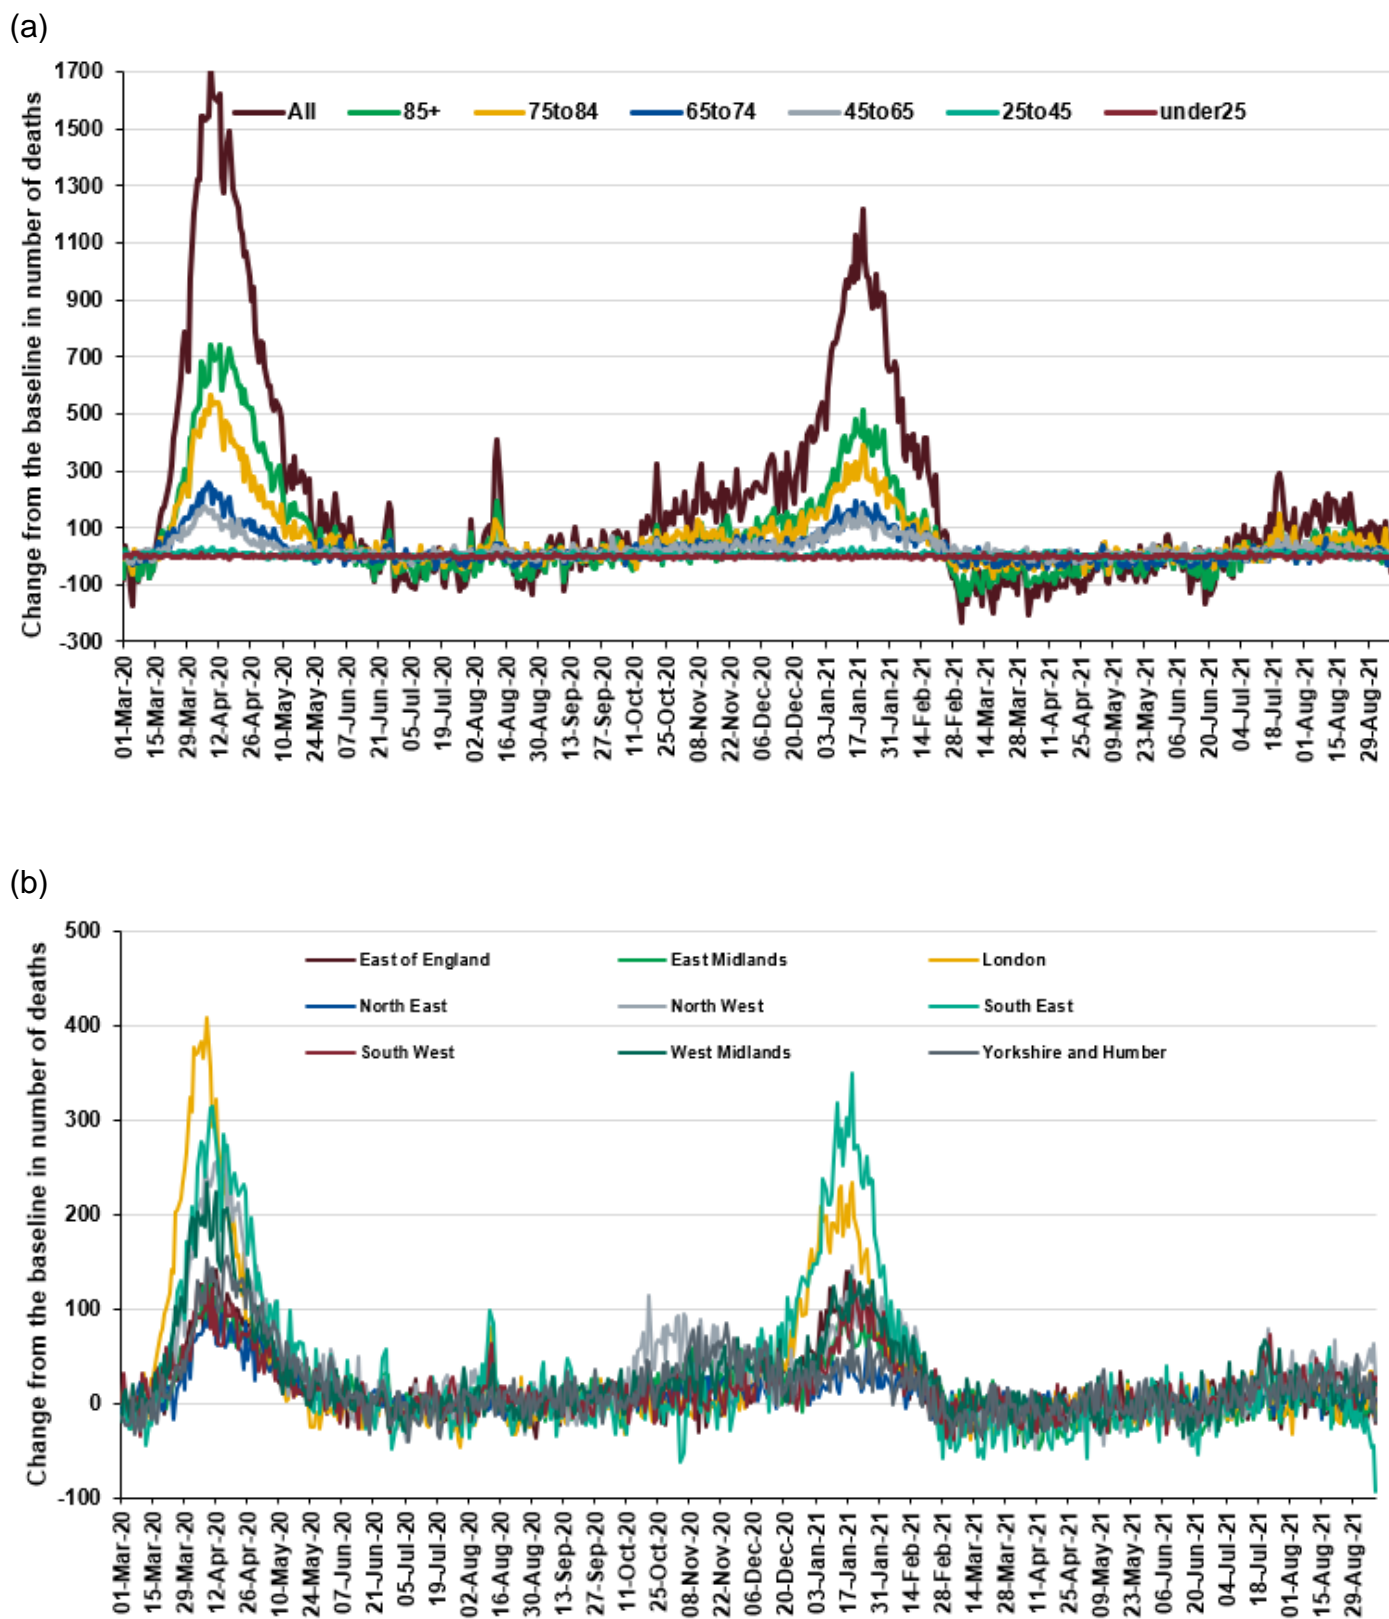 (a)
Change from the baseline in number of deaths
1700
1500
1300
1100
900
700
500
300
100
-100
-300
All 85+ 75to84 65to74 45to65 25to45 under25
01-Mar-20 15-Mar-20 29-Mar-20 12-Apr-20 26-Apr-20 10-May-20 24-May-20 07-Jun-20 21-Jun-20 05-Jul-20 19-Jul-20 02-Aug-20 16-Aug-20 30-Aug-20 13-Sep-20 27-Sep-20 11-Oct-20 25-Oct-20 08-Nov-20 22-Nov-20 06-Dec-20 20-Dec-20 03-Jan-21 17-Jan-21 31-Jan-21 14-Feb-21 28-Feb-21 14-Mar-21 28-Mar-21 11-Apr-21 25-Apr-21 09-May-21 23-May-21 06-Jun-21 20-Jun-21 04-Jul-21 18-Jul-21 01-Aug-21 15-Aug-21 29-Aug-21
(b)
Change from the baseline in number of deaths
500
400
300
200
100
0
-100
East of England East Midlands London
North East North West South East
South West West Midlands Yorkshire and Humber
01-Mar-20 15-Mar-20 29-Mar-20 12-Apr-20 26-Apr-20 10-May-20 24-May-20 07-Jun-20 21-Jun-20 05-Jul-20 19-Jul-20 02-Aug-20 16-Aug-20 30-Aug-20 13-Sep-20 27-Sep-20 11-Oct-20 25-Oct-20 08-Nov-20 22-Nov-20 06-Dec-20 20-Dec-20 03-Jan-21 17-Jan-21 31-Jan-21 14-Feb-21 28-Feb-21 14-Mar-21 28-Mar-21 11-Apr-21 25-Apr-21 09-May-21 23-May-21 06-Jun-21 20-Jun-21 04-Jul-21 18-Jul-21 01-Aug-21 15-Aug-21 29-Aug-21